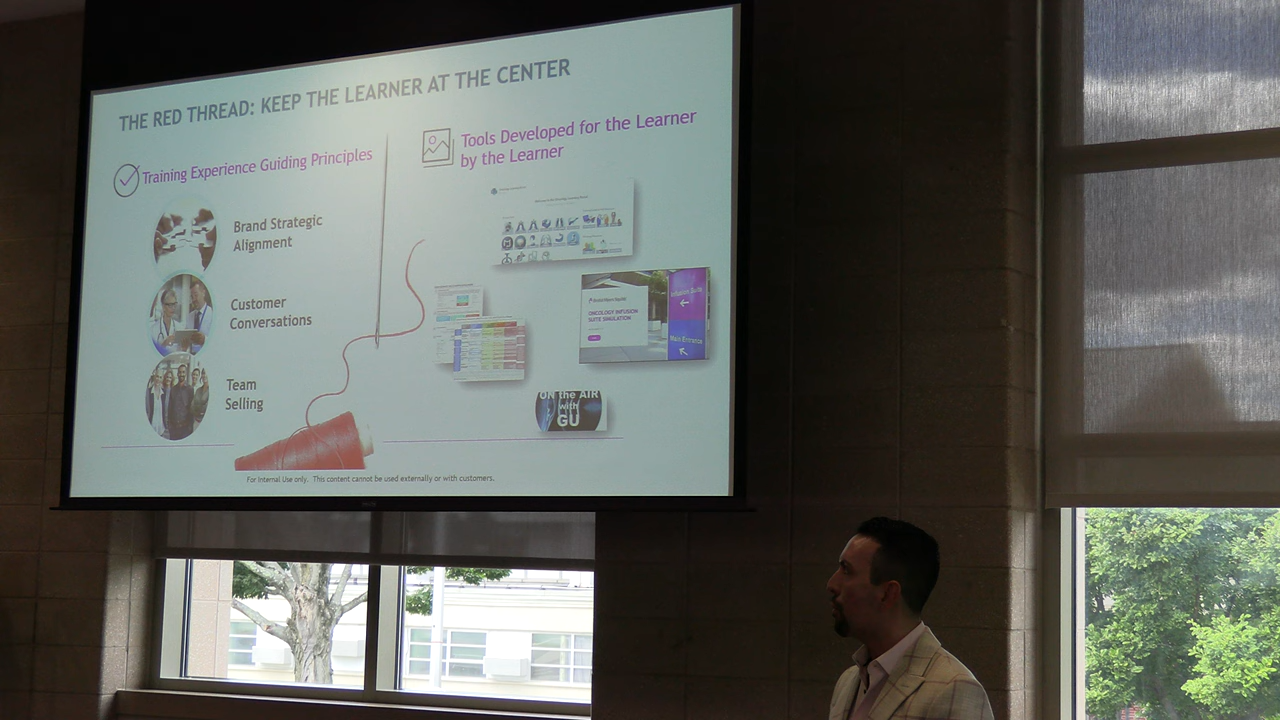 THE RED THREAD: KEEP THE LEARNER AT THE CENTER
Training Experience Guiding Principles
Brand Strategic
Alignment
Customer
Conversations
Team
Selling
Tools Developed for the Learner
by the Learner
ONCOLOGY INFUSION
SUITE SIMULATION
Infusion Suite
Main Entrance
ON the AIR
with
GU
For Internal Use only. This content cannot be used externally or with customers.